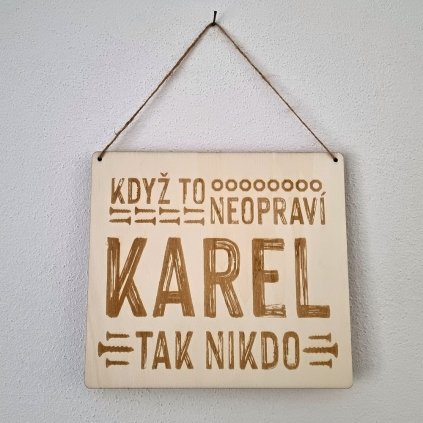 KDYŽ TO
NEOPRAVÍ
KAREL
TAK NIKDO